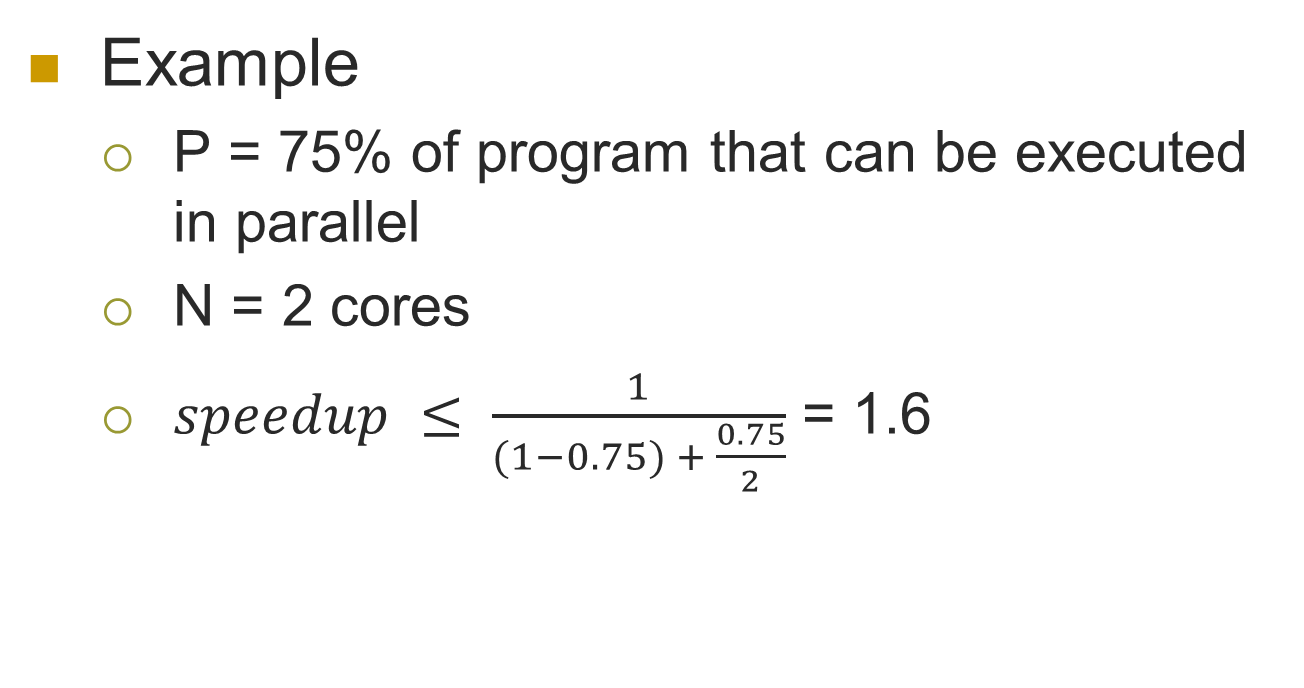 Example
P = 75% of program that can be executed
in parallel
N = 2 cores
speedup ≤ 1 / ((1−0.75) + 0.75/2) = 1.6